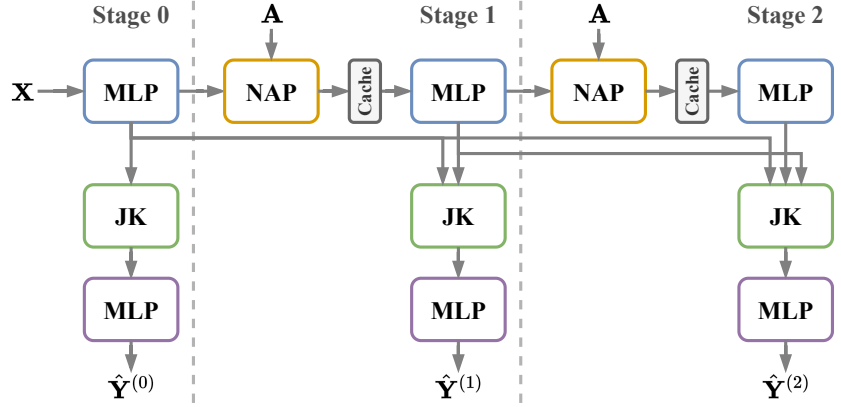 Stage 0
A
Stage 1
A
Stage 2
X
MLP
NAP
Cache
MLP
NAP
Cache
MLP
JK
JK
JK
MLP
MLP
MLP
Ŷ⁽⁰⁾
Ŷ⁽¹⁾
Ŷ⁽²⁾